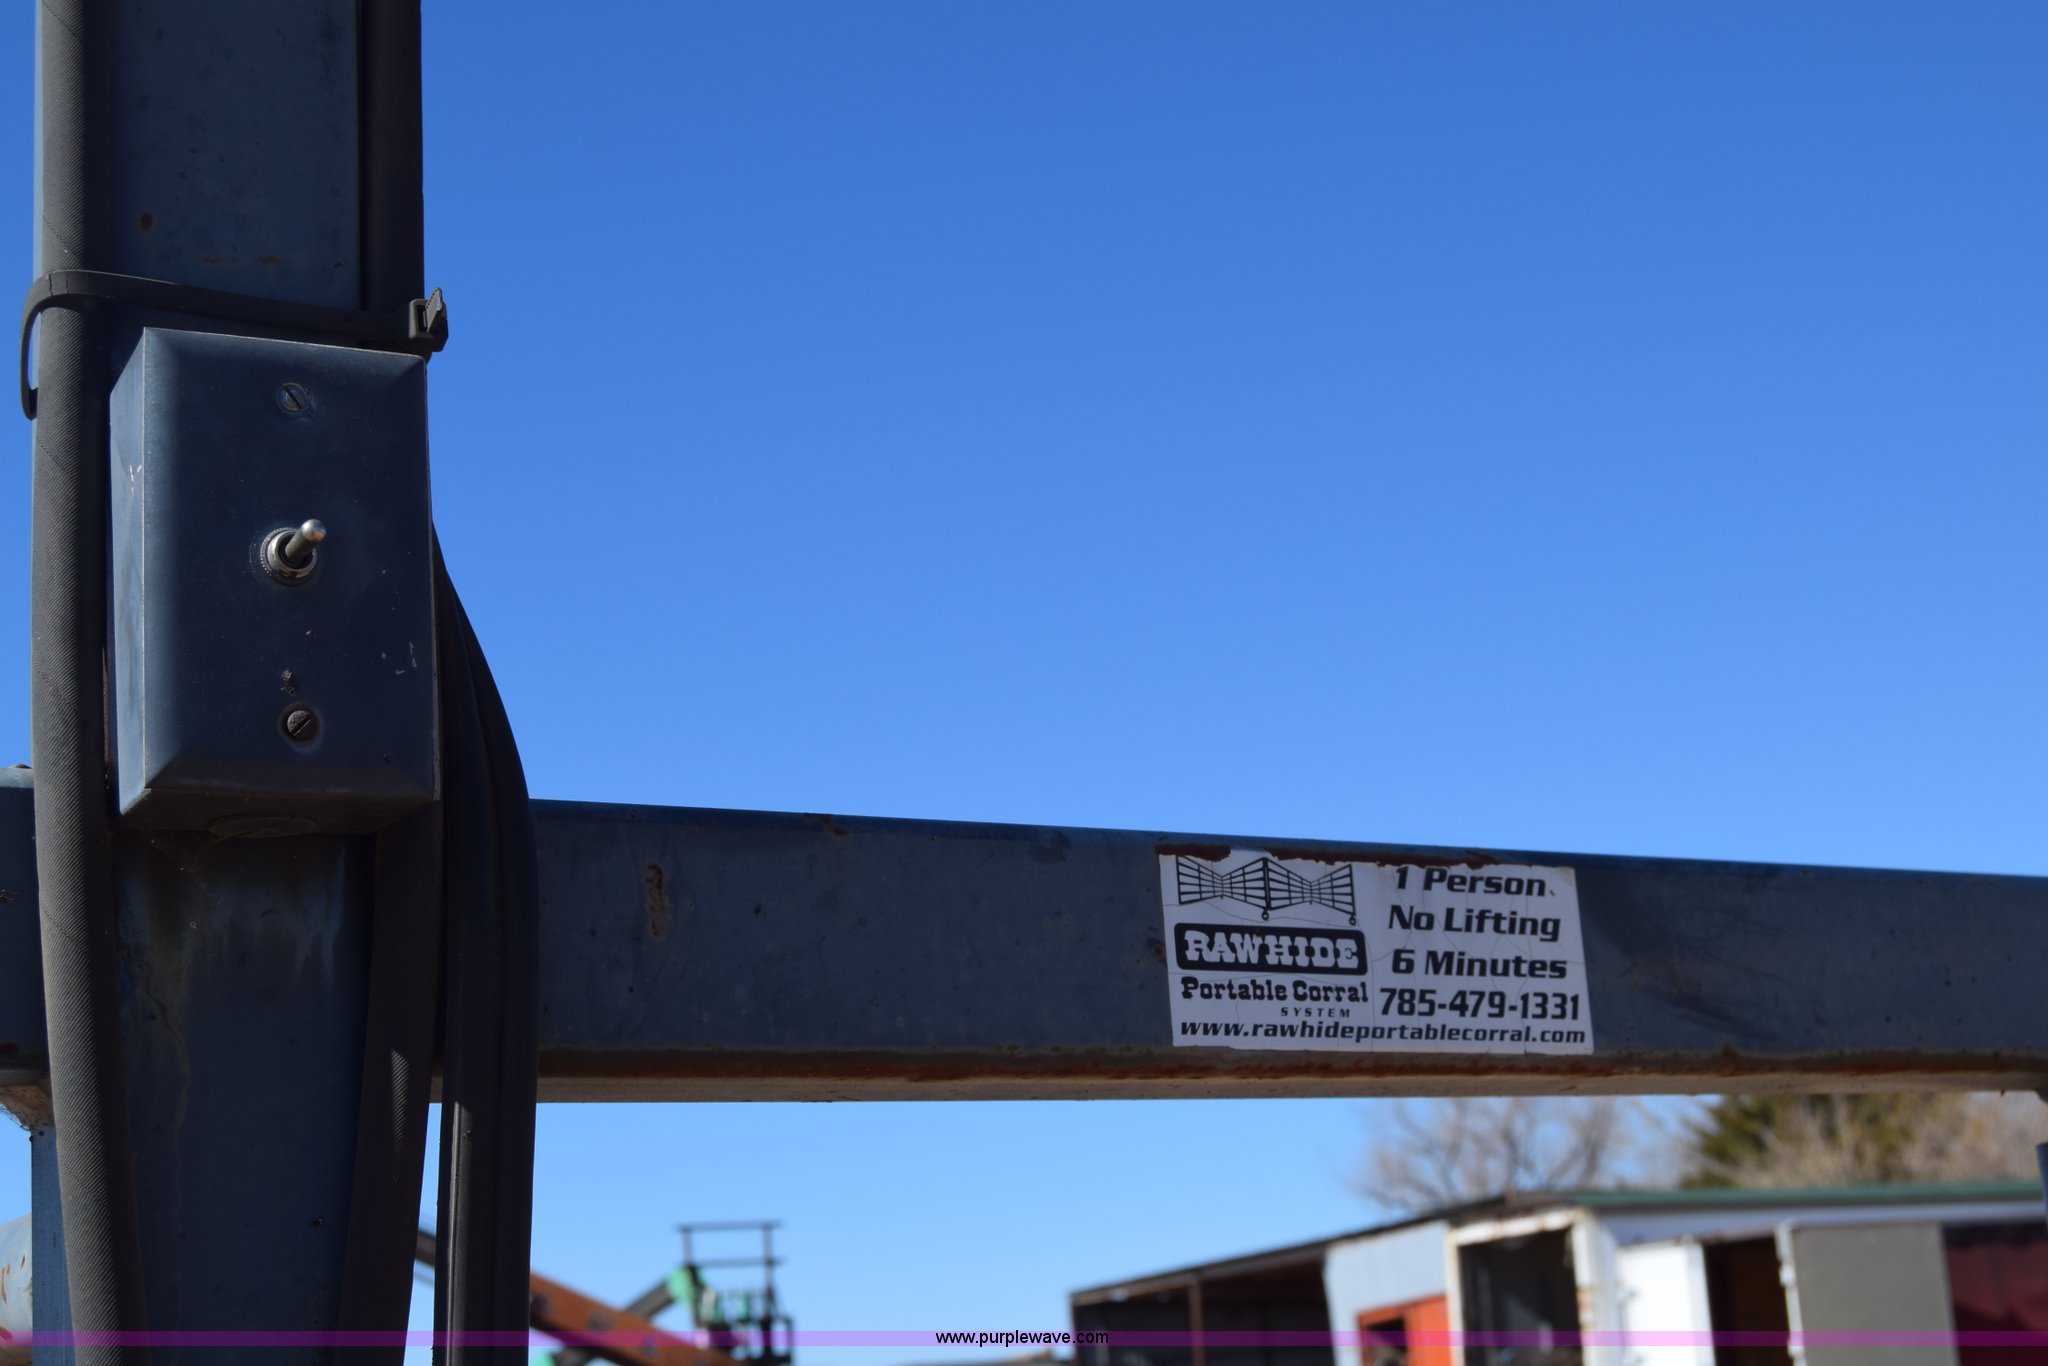 RAWHIDE
Portable Corral
SYSTEM
1 Person
No Lifting
6 Minutes
785-479-1331
www.rawhideportablecorral.com
www.purplewave.com